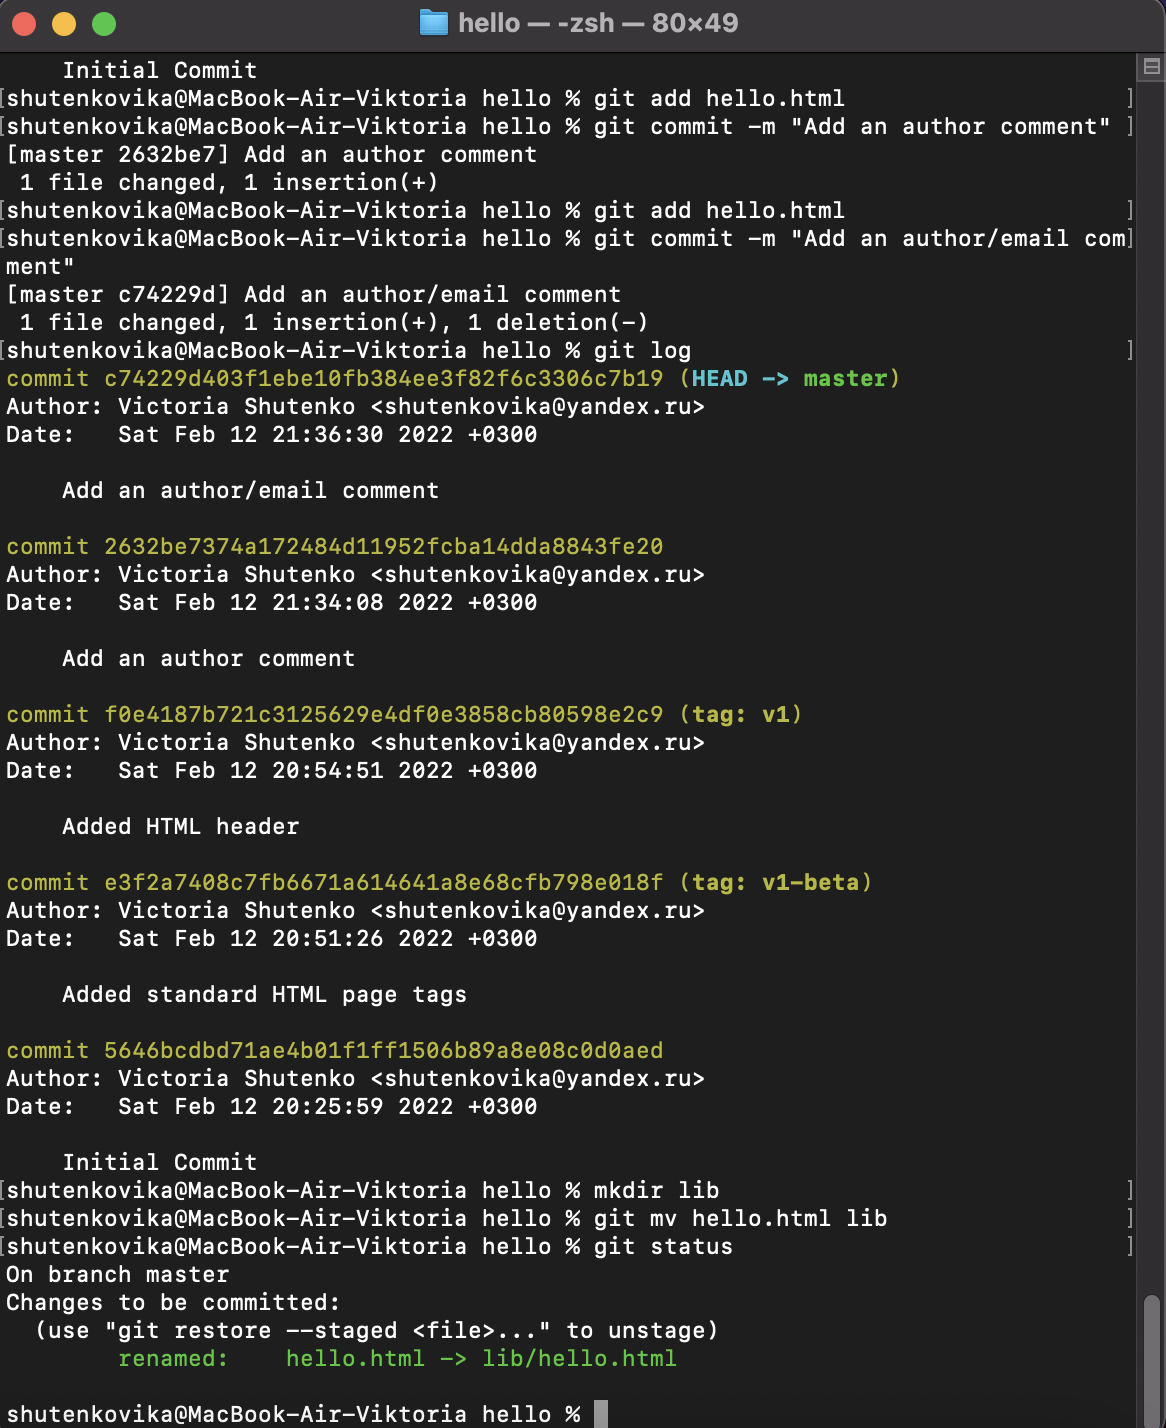 hello — -zsh — 80×49
    Initial Commit
[shutenkovika@MacBook-Air-Viktoria hello % git add hello.html ]
[shutenkovika@MacBook-Air-Viktoria hello % git commit -m "Add an author comment" ]
[master 2632be7] Add an author comment
 1 file changed, 1 insertion(+)
[shutenkovika@MacBook-Air-Viktoria hello % git add hello.html ]
[shutenkovika@MacBook-Air-Viktoria hello % git commit -m "Add an author/email com]
ment"
[master c74229d] Add an author/email comment
 1 file changed, 1 insertion(+), 1 deletion(-)
[shutenkovika@MacBook-Air-Viktoria hello % git log ]
commit c74229d403f1ebe10fb384ee3f82f6c3306c7b19 (HEAD -> master)
Author: Victoria Shutenko <shutenkovika@yandex.ru>
Date:   Sat Feb 12 21:36:30 2022 +0300
    Add an author/email comment
commit 2632be7374a172484d11952fcba14dda8843fe20
Author: Victoria Shutenko <shutenkovika@yandex.ru>
Date:   Sat Feb 12 21:34:08 2022 +0300
    Add an author comment
commit f0e4187b721c3125629e4df0e3858cb80598e2c9 (tag: v1)
Author: Victoria Shutenko <shutenkovika@yandex.ru>
Date:   Sat Feb 12 20:54:51 2022 +0300
    Added HTML header
commit e3f2a7408c7fb6671a614641a8e68cfb798e018f (tag: v1-beta)
Author: Victoria Shutenko <shutenkovika@yandex.ru>
Date:   Sat Feb 12 20:51:26 2022 +0300
    Added standard HTML page tags
commit 5646bcdbd71ae4b01f1ff1506b89a8e08c0d0aed
Author: Victoria Shutenko <shutenkovika@yandex.ru>
Date:   Sat Feb 12 20:25:59 2022 +0300
    Initial Commit
[shutenkovika@MacBook-Air-Viktoria hello % mkdir lib ]
[shutenkovika@MacBook-Air-Viktoria hello % git mv hello.html lib ]
[shutenkovika@MacBook-Air-Viktoria hello % git status ]
On branch master
Changes to be committed:
  (use "git restore --staged <file>..." to unstage)
        renamed:    hello.html -> lib/hello.html
shutenkovika@MacBook-Air-Viktoria hello %